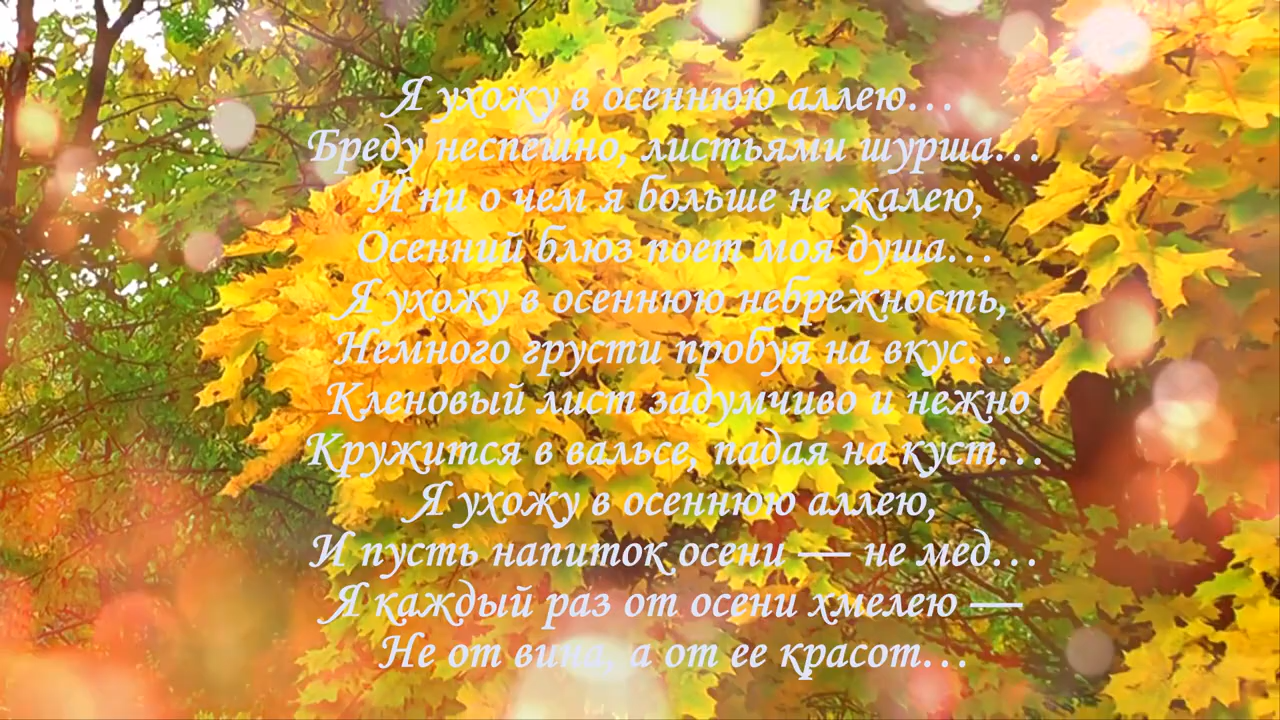 Я ухожу в осеннюю аллею…
Бреду неспешно, листьями шурша…
И ни о чем я больше не жалею,
Осенний блюз поет моя душа…
Я ухожу в осеннюю небрежность,
Немного грусти пробуя на вкус…
Кленовый лист задумчиво и нежно
Кружится в вальсе, падая на куст…
Я ухожу в осеннюю аллею,
И пусть напиток осени — не мед…
Я каждый раз от осени хмелею —
Не от вина, а от ее красот…